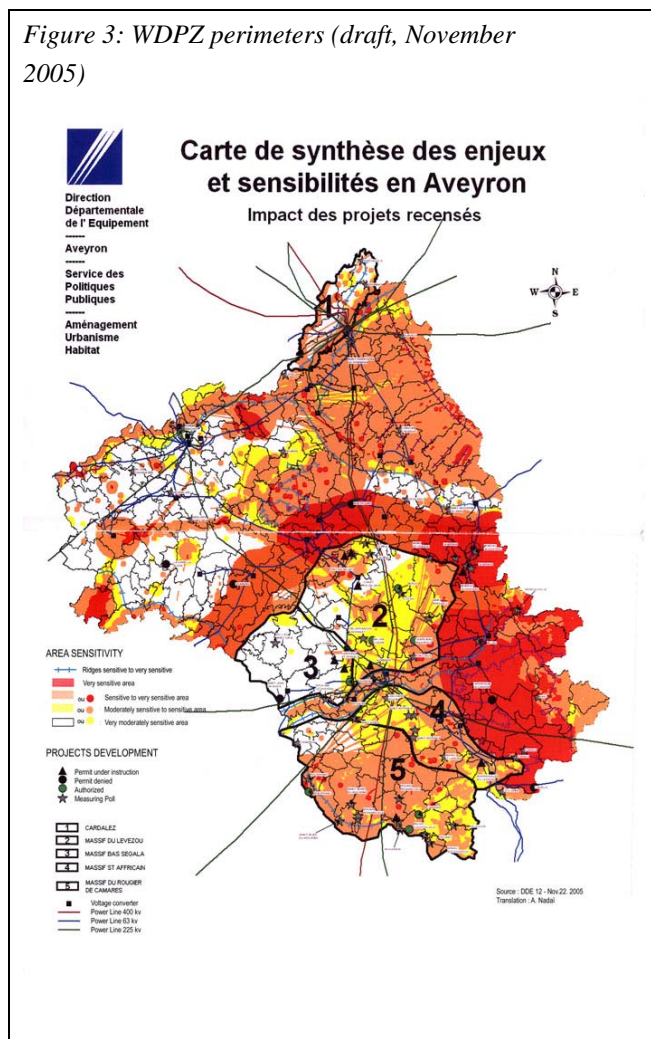 Figure 3: WDPZ perimeters (draft, November
2005)
Carte de synthèse des enjeux
et sensibilités en Aveyron
Impact des projets recensés
Direction
Départementale
de l' Equipement
------
Aveyron
------
Service des
Politiques
Publiques
------
Aménagement
Urbanisme
Habitat
N
W E
S
1
2
3
4
5
AREA SENSITIVITY
Ridges sensitive to very sensitive
Very sensitive area
ou Sensitive to very sensitive area
ou Moderately sensitive to sensitive area
ou Very moderately sensitive area
PROJECTS DEVELOPMENT
Permit under instruction
Permit denied
Authorized
Measuring Poll
1 CARDALEZ
2 MASSIF DU LEVEZOU
3 MASSIF BAS SEGALA
4 MASSIF ST AFFRICAIN
5 MASSIF DU ROUGIER
DE CAMARES
Voltage converter
Power Line 400 kv
Power Line 63 kv
Power Line 225 kv
Source : DDE 12 - Nov.22. 2005
Translation : A. Nadaï